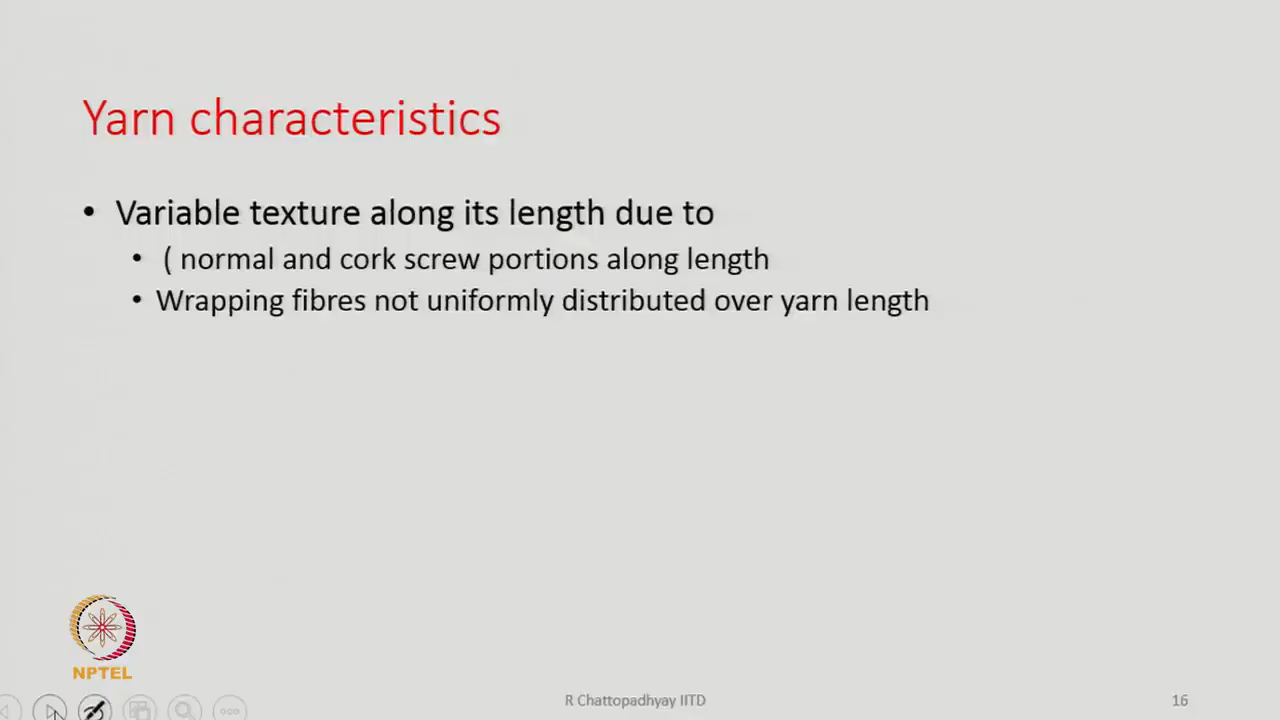 Yarn characteristics
• Variable texture along its length due to
• ( normal and cork screw portions along length
• Wrapping fibres not uniformly distributed over yarn length
NPTEL
R Chattopadhyay IITD
16